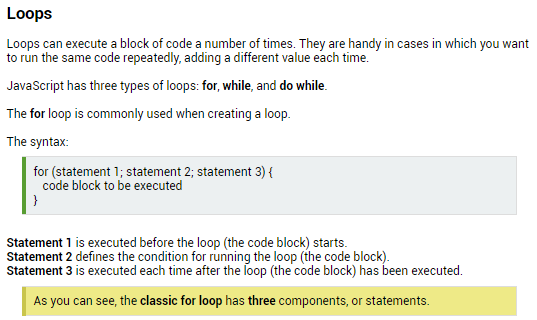 Loops
Loops can execute a block of code a number of times. They are handy in cases in which you want
to run the same code repeatedly, adding a different value each time.
JavaScript has three types of loops: for, while, and do while.
The for loop is commonly used when creating a loop.
The syntax:
for (statement 1; statement 2; statement 3) {
code block to be executed
}
Statement 1 is executed before the loop (the code block) starts.
Statement 2 defines the condition for running the loop (the code block).
Statement 3 is executed each time after the loop (the code block) has been executed.
As you can see, the classic for loop has three components, or statements.